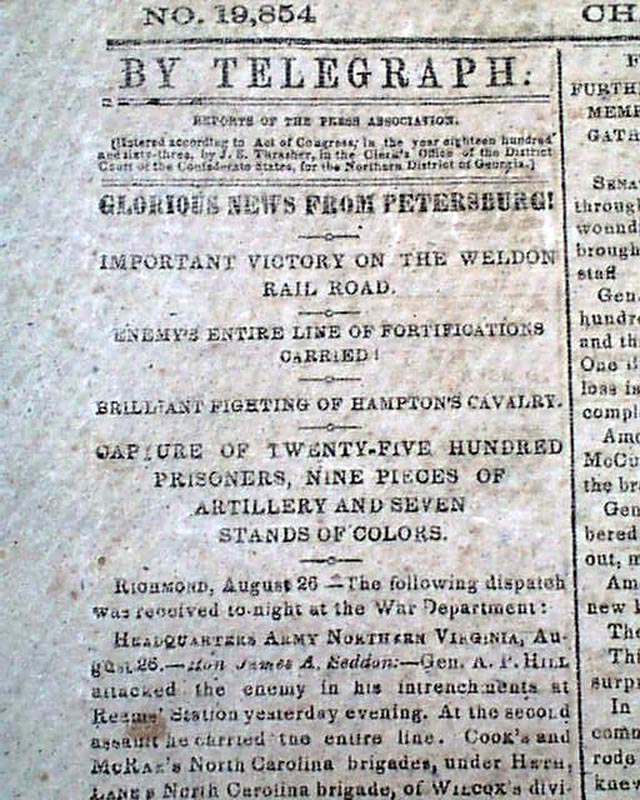 NO. 19,854
CH
BY TELEGRAPH.
REPORTS OF THE PRESS ASSOCIATION.
[Entered according to Act of Congress, in the year eighteen hundred
and sixty-three, by J. S. Thrasher, in the Clerk's Office of the District
Court of the Confederate States, for the Northern District of Georgia.]
GLORIOUS NEWS FROM PETERSBURG!
IMPORTANT VICTORY ON THE WELDON
RAIL ROAD.
ENEMY'S ENTIRE LINE OF FORTIFICATIONS
CARRIED!
BRILLIANT FIGHTING OF HAMPTON'S CAVALRY.
CAPTURE OF TWENTY-FIVE HUNDRED
PRISONERS, NINE PIECES OF
ARTILLERY AND SEVEN
STANDS OF COLORS.
RICHMOND, August 26—The following dispatch
was received to-night at the War Department:
HEADQUARTERS ARMY NORTHERN VIRGINIA, Au-
gust 26.—Hon James A. Seddon:—Gen. A. P. HILL
attacked the enemy in his intrenchments at
Reams' Station yesterday evening. At the second
assault he carried the entire line. COOK's and
MCRAE's North Carolina brigades, under HETH,
LANE's North Carolina brigade, of WILCOX's divi-
F
FURTHE
MEM
GATH
SENA
through
wound
brough
staff
Gen.
hundre
and th
One
loss is
compl
Amo
McCu
the br
Gen
bered
out, m
Am
new
The
Thi
surpr
In
comm
rode
knew